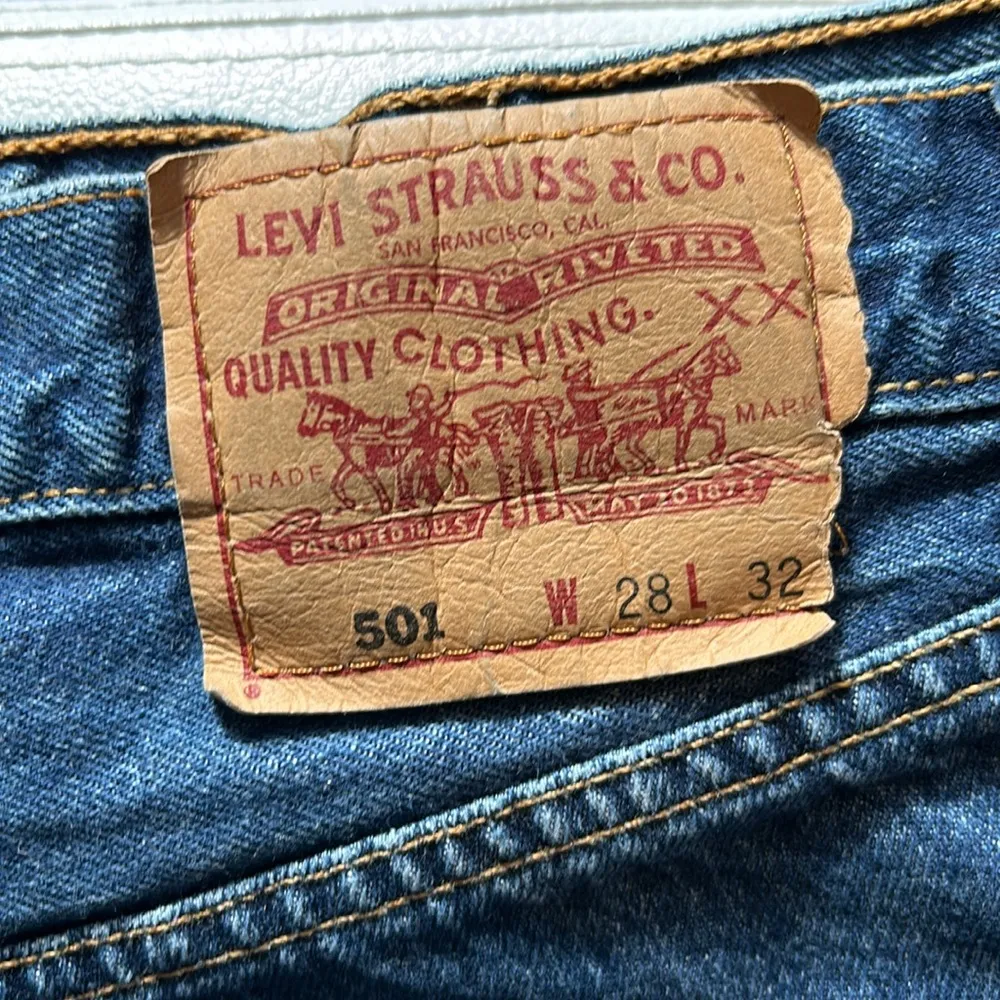 LEVI STRAUSS & CO.
SAN FRANCISCO, CAL.
ORIGINAL RIVETED
QUALITY CLOTHING. XX
TRADE MARK
PATENTED IN U.S. MAY 20 1873
501 W 28 L 32
®